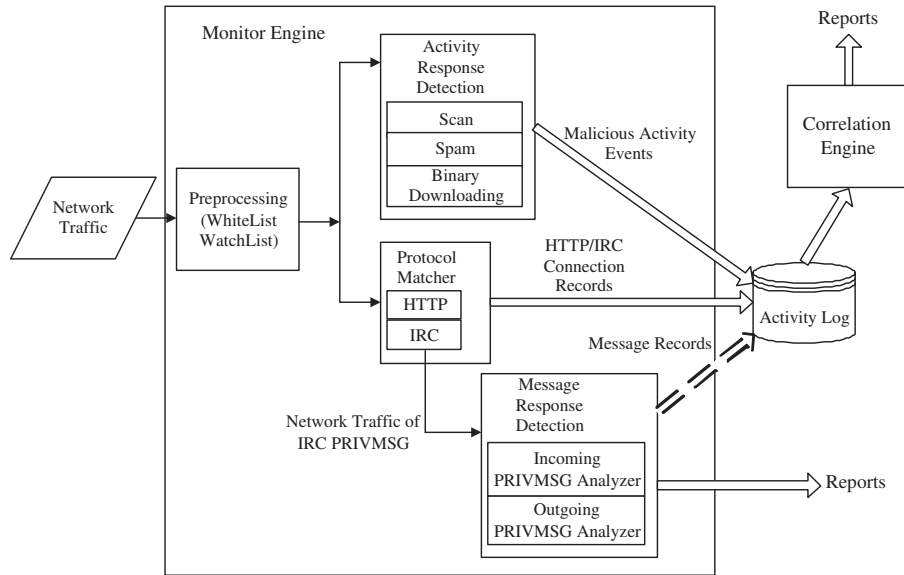 Monitor Engine
Activity
Response
Detection
Scan
Spam
Binary
Downloading
Reports
Correlation
Engine
Malicious Activity
Events
Network
Traffic
Preprocessing
(WhiteList
WatchList)
Protocol
Matcher
HTTP
IRC
HTTP/IRC
Connection
Records
Activity Log
Message Records
Network Traffic of
IRC PRIVMSG
Message
Response
Detection
Incoming
PRIVMSG Analyzer
Outgoing
PRIVMSG Analyzer
Reports